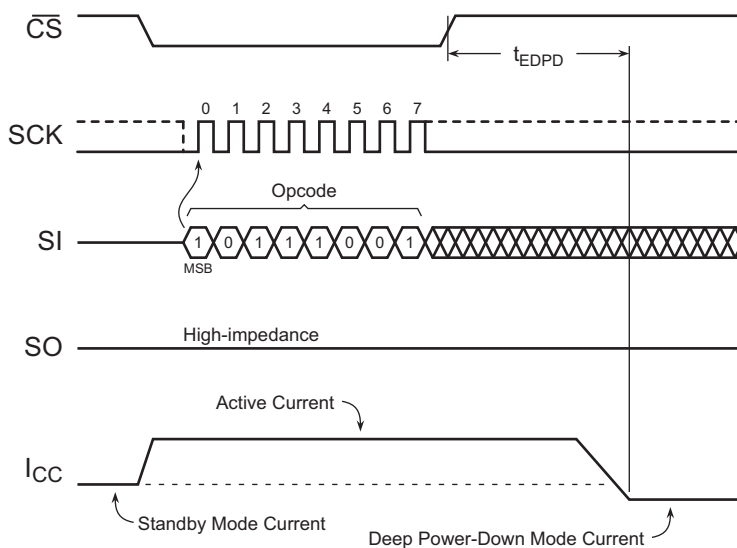 CS
tEDPD
0 1 2 3 4 5 6 7
SCK
Opcode
SI
1 0 1 1 1 0 0 1
MSB
High-impedance
SO
Active Current
ICC
Standby Mode Current
Deep Power-Down Mode Current